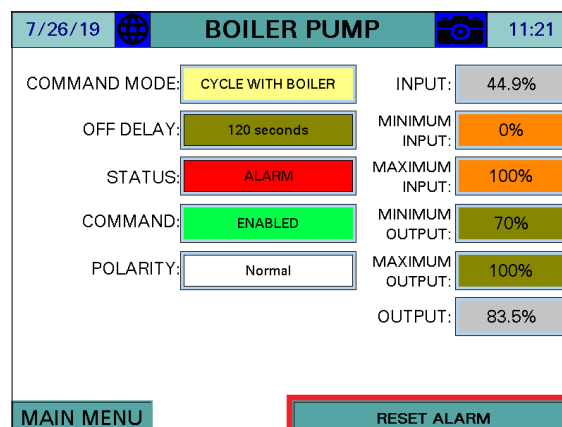 7/26/19
BOILER PUMP
11:21
COMMAND MODE: CYCLE WITH BOILER
OFF DELAY: 120 seconds
STATUS: ALARM
COMMAND: ENABLED
POLARITY: Normal
INPUT: 44.9%
MINIMUM
INPUT: 0%
MAXIMUM
INPUT: 100%
MINIMUM
OUTPUT: 70%
MAXIMUM
OUTPUT: 100%
OUTPUT: 83.5%
MAIN MENU
RESET ALARM